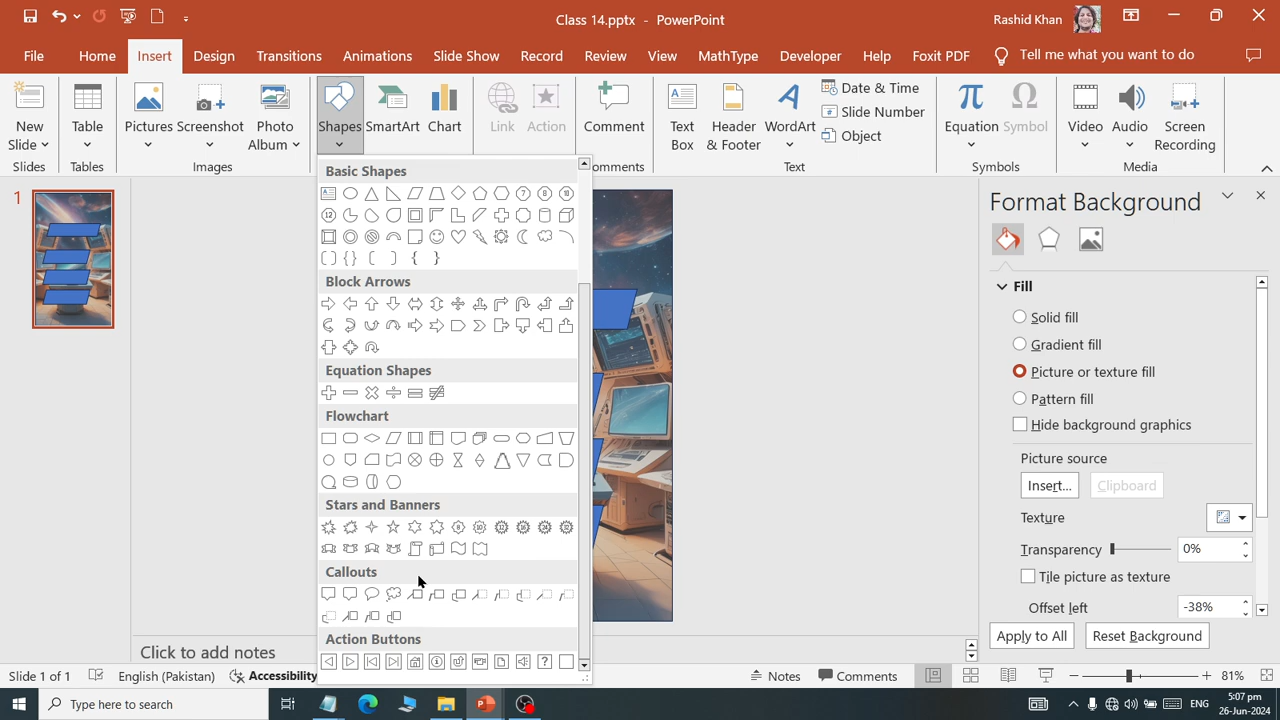 Class 14.pptx - PowerPoint
Rashid Khan
File Home Insert Design Transitions Animations Slide Show Record Review View MathType Developer Help Foxit PDF Tell me what you want to do
New Slide
Slides
Table
Tables
Pictures
Screenshot
Photo Album
Images
Shapes
SmartArt
Chart
Link
Action
Comment
omments
Text Box
Header & Footer
WordArt
Date & Time
Slide Number
Object
Text
Equation
Symbol
Symbols
Video
Audio
Screen Recording
Media
1
Basic Shapes
Block Arrows
Equation Shapes
Flowchart
Stars and Banners
Callouts
Action Buttons
Format Background
Fill
Solid fill
Gradient fill
Picture or texture fill
Pattern fill
Hide background graphics
Picture source
Insert...
Clipboard
Texture
Transparency 0%
Tile picture as texture
Offset left -38%
Apply to All
Reset Background
Click to add notes
Slide 1 of 1 English (Pakistan) Accessibility Notes Comments 81%
Type here to search
ENG
5:07 pm
26-Jun-2024